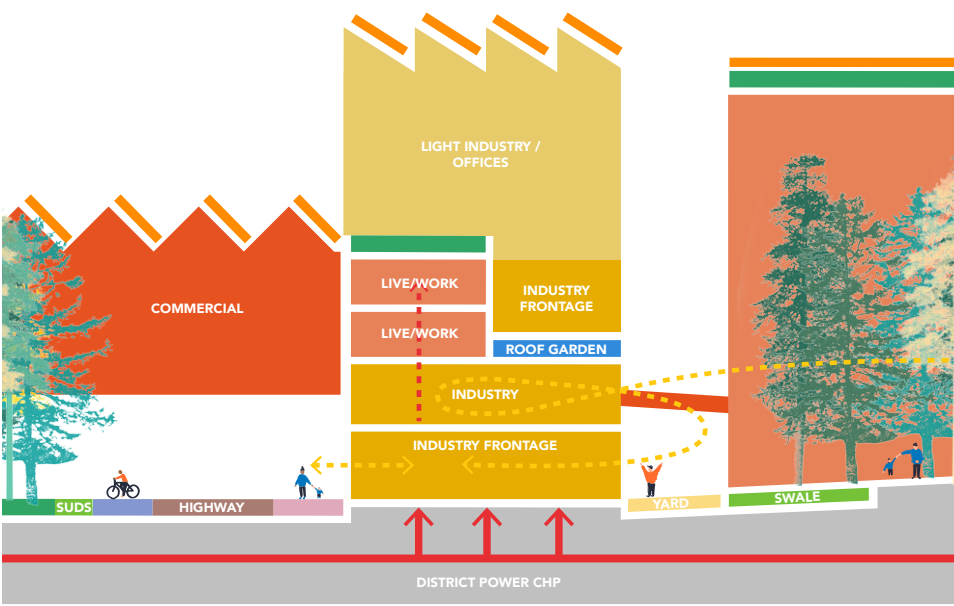 LIGHT INDUSTRY /
OFFICES
COMMERCIAL
LIVE/WORK
INDUSTRY
FRONTAGE
LIVE/WORK
ROOF GARDEN
INDUSTRY
INDUSTRY FRONTAGE
SUDS
HIGHWAY
YARD
SWALE
DISTRICT POWER CHP